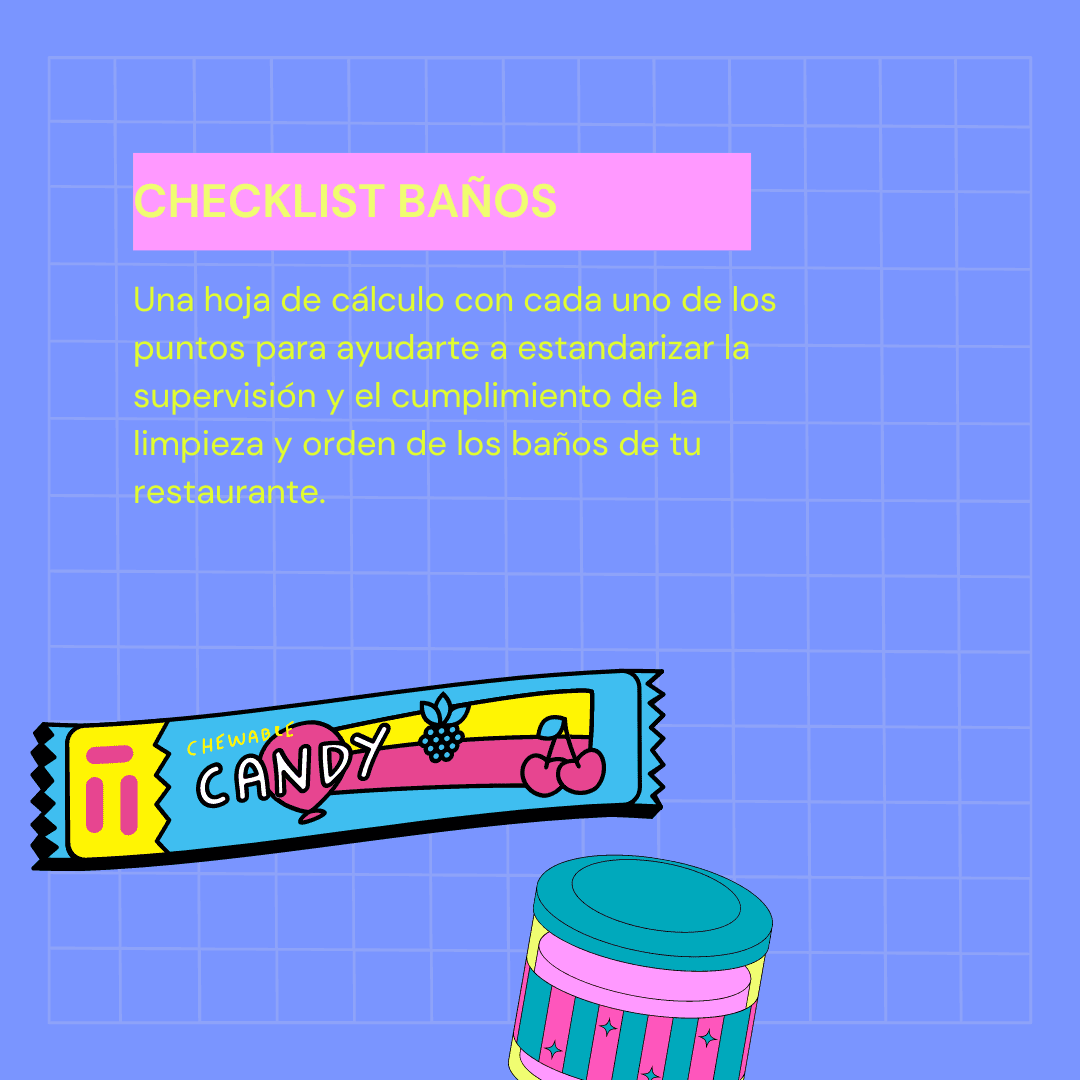 CHECKLIST BAÑOS
Una hoja de cálculo con cada uno de los
puntos para ayudarte a estandarizar la
supervisión y el cumplimiento de la
limpieza y orden de los baños de tu
restaurante.
CHEWABLE
CANDY